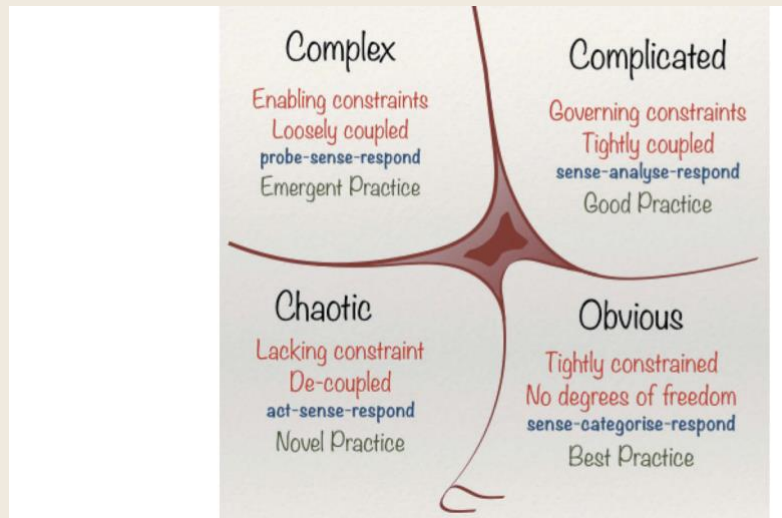 Complex
Enabling constraints
Loosely coupled
probe-sense-respond
Emergent Practice
Complicated
Governing constraints
Tightly coupled
sense-analyse-respond
Good Practice
Chaotic
Lacking constraint
De-coupled
act-sense-respond
Novel Practice
Obvious
Tightly constrained
No degrees of freedom
sense-categorise-respond
Best Practice